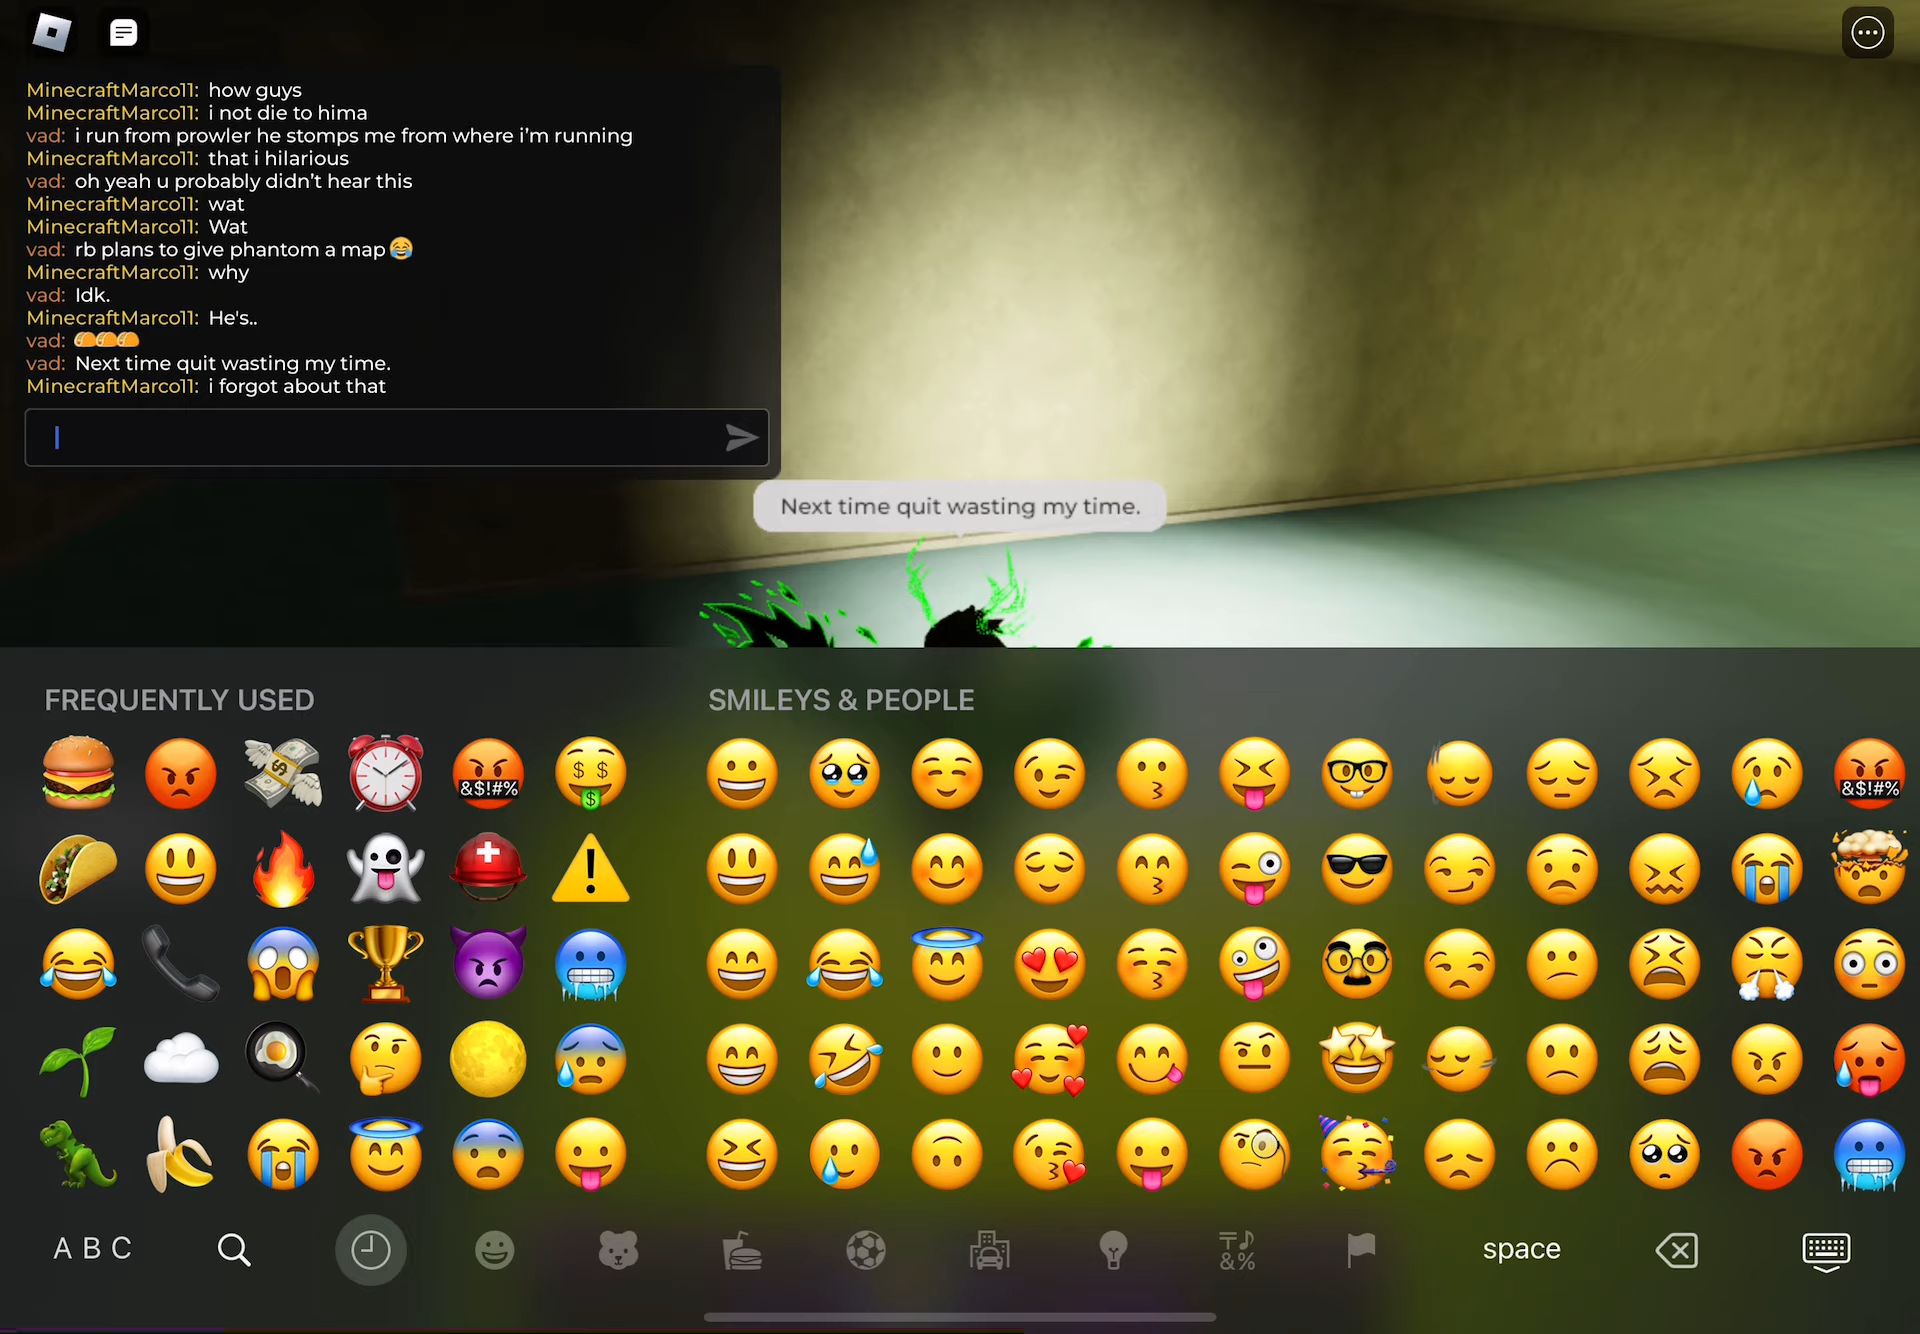 MinecraftMarco11: how guys
MinecraftMarco11: i not die to hima
vad: i run from prowler he stomps me from where i’m running
MinecraftMarco11: that i hilarious
vad: oh yeah u probably didn’t hear this
MinecraftMarco11: wat
MinecraftMarco11: Wat
vad: rb plans to give phantom a map😂
MinecraftMarco11: why
vad: Idk.
MinecraftMarco11: He's..
vad: 🌮🌮🌮
vad: Next time quit wasting my time.
MinecraftMarco11: i forgot about that
Next time quit wasting my time.
FREQUENTLY USED
SMILEYS & PEOPLE
&$!#%
&$!#%
ABC
&%
space